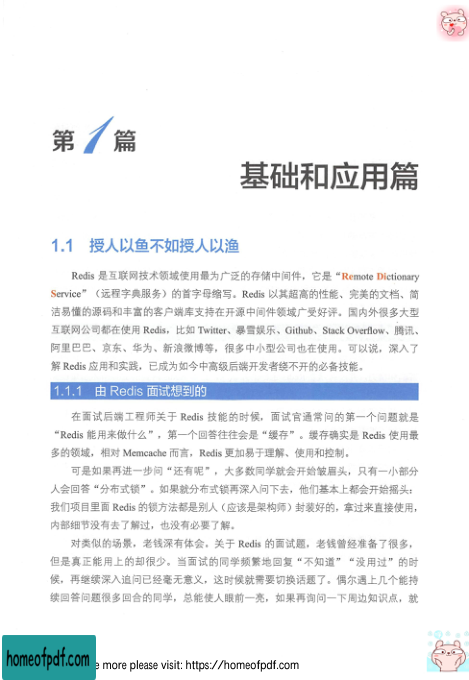 第1篇
基础和应用篇
1.1 授人以鱼不如授人以渔
Redis 是互联网技术领域使用最为广泛的存储中间件，它是“Remote Dictionary
Service”（远程字典服务）的首字母缩写。Redis 以其超高的性能、完美的文档、简
洁易懂的源码和丰富的客户端库支持在开源中间件领域广受好评。国内外很多大型
互联网公司都在使用 Redis，比如 Twitter、暴雪娱乐、Github、Stack Overflow、腾讯、
阿里巴巴、京东、华为、新浪微博等，很多中小型公司也在使用。可以说，深入了
解 Redis 应用和实践，已成为如今中高级后端开发者绕不开的必备技能。
1.1.1 由 Redis 面试想到的
在面试后端工程师关于 Redis 技能的时候，面试官通常问的第一个问题就是
“Redis 能用来做什么”，第一个回答往往会是“缓存”。缓存确实是 Redis 使用最
多的领域，相对 Memcache 而言，Redis 更加易于理解、使用和控制。
可是如果再进一步问“还有呢”，大多数同学就会开始皱眉头，只有一小部分
人会回答“分布式锁”。如果就分布式锁再深入问下去，他们基本上都会开始摇头：
我们项目里面 Redis 的锁方法都是别人（应该是架构师）封装好的，拿过来直接使用，
内部细节没有去了解过，也没有必要了解。
对类似的场景，老钱深有体会。关于 Redis 的面试题，老钱曾经准备了很多，
但是真正能用上的却很少。当面试的同学频繁地回复“不知道”“没用过”的时
候，再继续深入追问已经毫无意义，这时候就需要切换话题了。偶尔遇上几个能持
续回答问题很多回合的同学，总能使人眼前一亮，如果再询问一下周边知识点，就
homeofpdf.com
e more please visit: https://homeofpdf.com